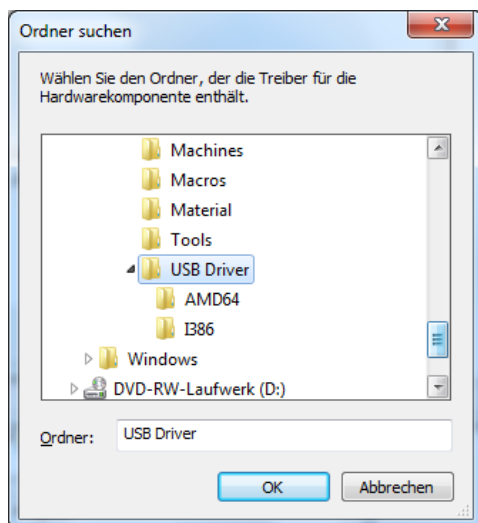 Ordner suchen
Wählen Sie den Ordner, der die Treiber für die
Hardwarekomponente enthält.
Machines
Macros
Material
Tools
USB Driver
AMD64
I386
Windows
DVD-RW-Laufwerk (D:)
Ordner: USB Driver
OK Abbrechen